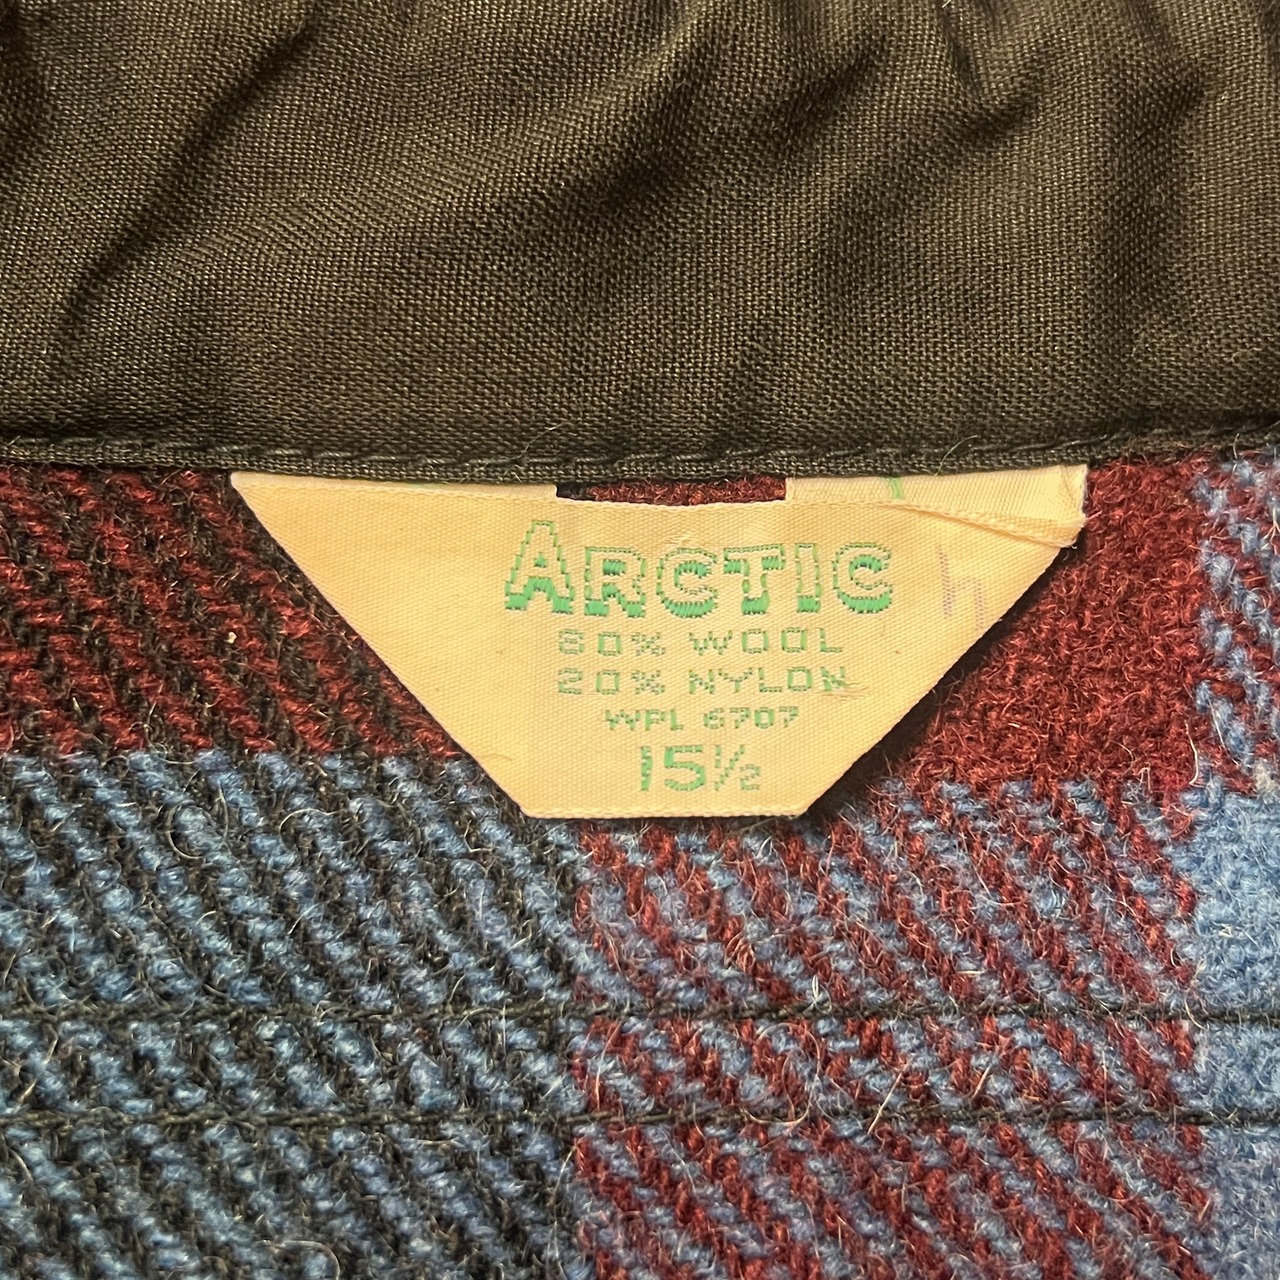 ARCTIC
80% WOOL
20% NYLON
WPL 6707
15½